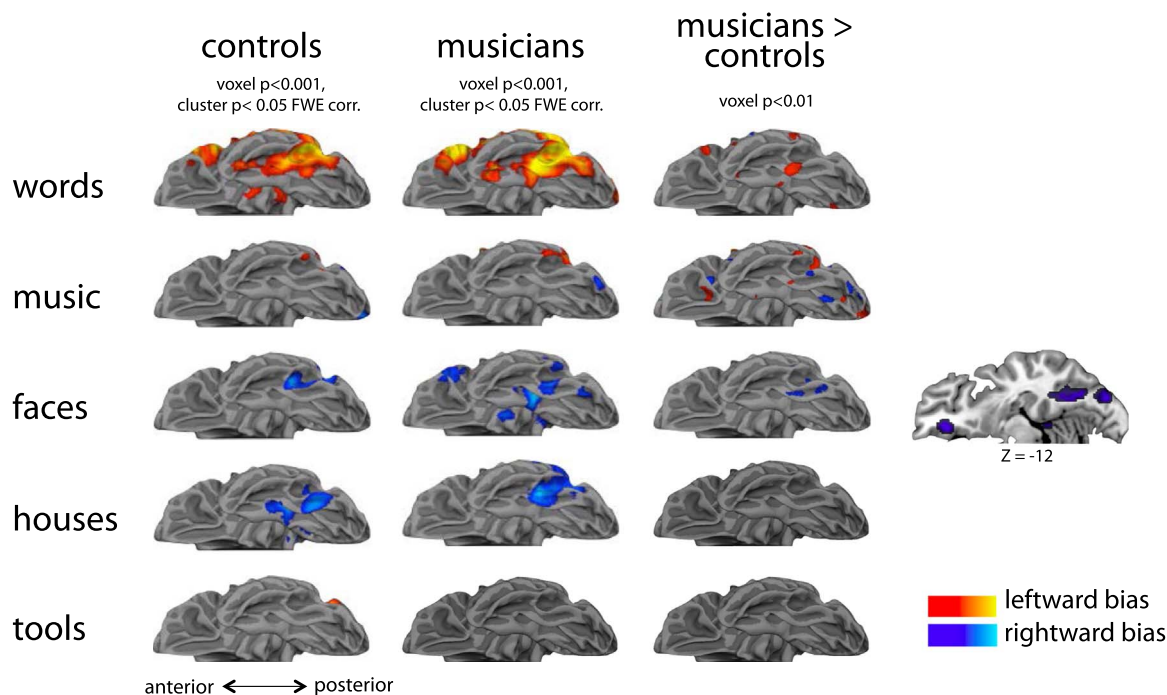 controls
voxel p<0.001,
cluster p< 0.05 FWE corr.
musicians
voxel p<0.001,
cluster p< 0.05 FWE corr.
musicians >
controls
voxel p<0.01
words
music
faces
Z = -12
houses
tools
leftward bias
rightward bias
anterior
posterior